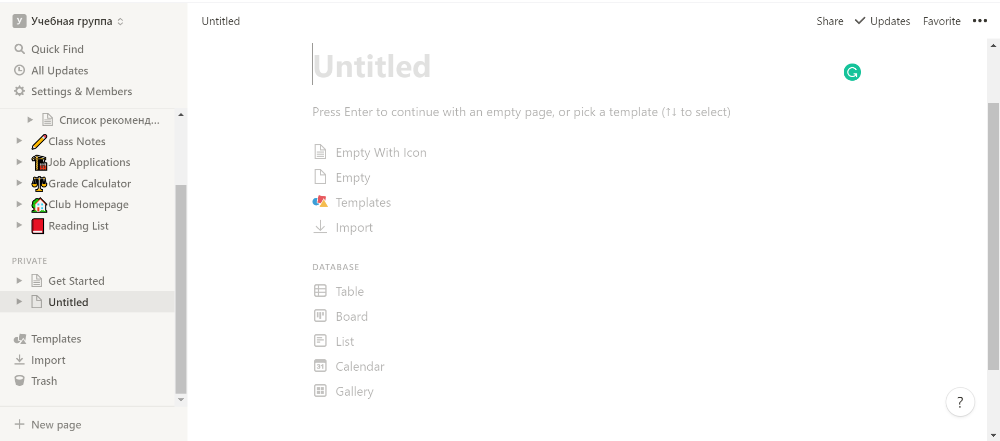 У Учебная группа
Quick Find
All Updates
Settings & Members
Список рекоменд...
Class Notes
Job Applications
Grade Calculator
Club Homepage
Reading List
PRIVATE
Get Started
Untitled
Templates
Import
Trash
New page
Untitled
Share Updates Favorite
Untitled
Press Enter to continue with an empty page, or pick a template (↑↓ to select)
Empty With Icon
Empty
Templates
Import
DATABASE
Table
Board
List
31 Calendar
Gallery
?